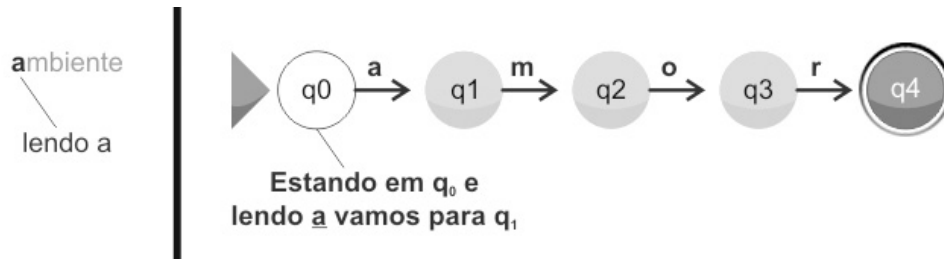 ambiente
lendo a
a m o r
q0 q1 q2 q3 q4
Estando em q₀ e
lendo a vamos para q₁